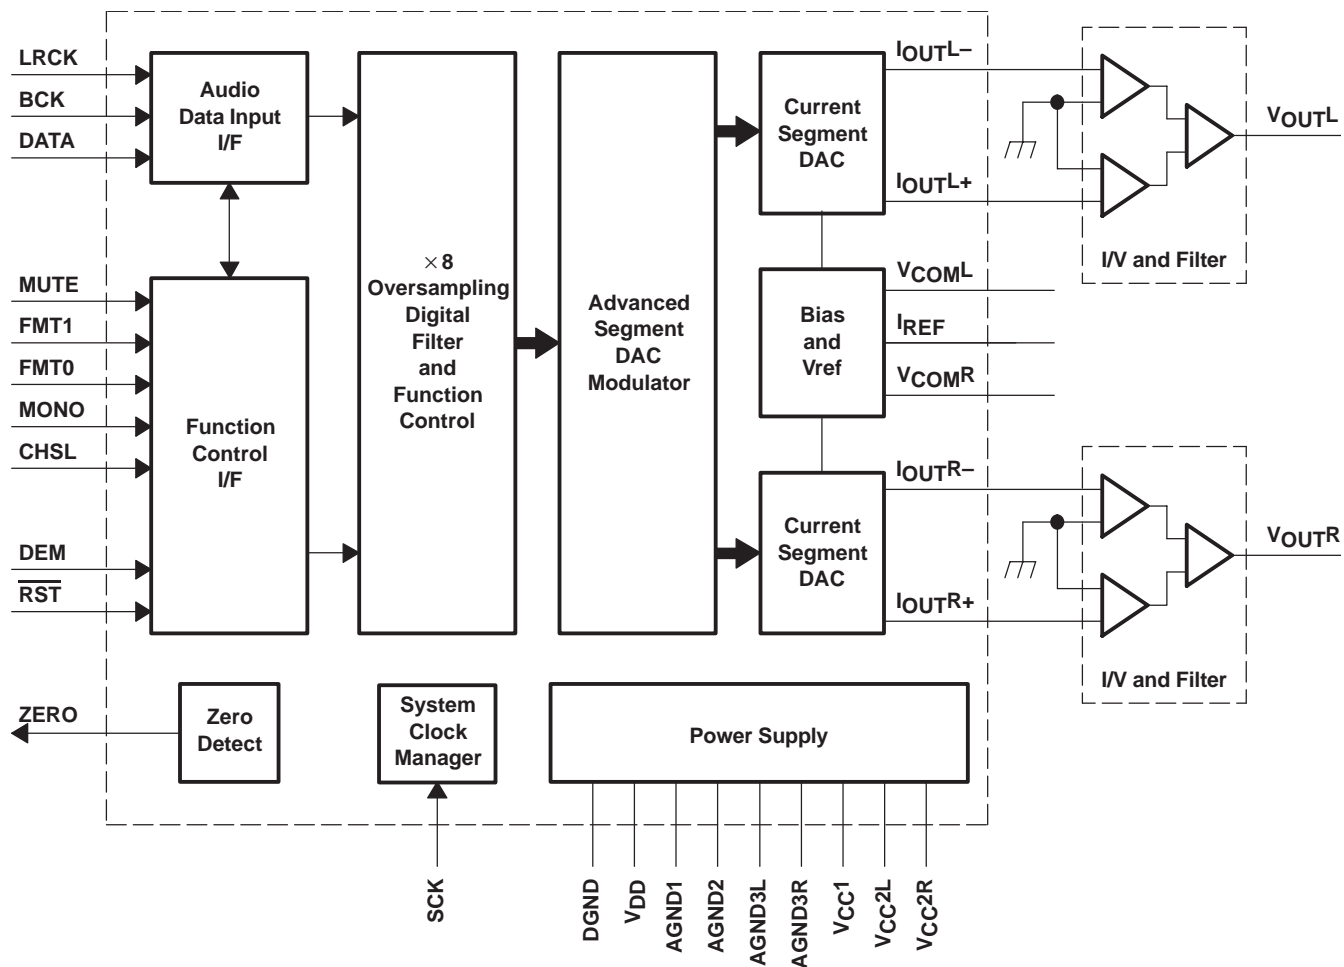 LRCK
BCK
DATA
Audio
Data Input
I/F
MUTE
FMT1
FMT0
MONO
CHSL
DEM
RST
Function
Control
I/F
×8
Oversampling
Digital
Filter
and
Function
Control
Advanced
Segment
DAC
Modulator
Current
Segment
DAC
Bias
and
Vref
Current
Segment
DAC
IOUTL–
IOUTL+
VCOML
IREF
VCOMR
IOUTR–
IOUTR+
I/V and Filter
VOUTL
I/V and Filter
VOUTR
ZERO
Zero
Detect
System
Clock
Manager
Power Supply
SCK
DGND
VDD
AGND1
AGND2
AGND3L
AGND3R
VCC1
VCC2L
VCC2R